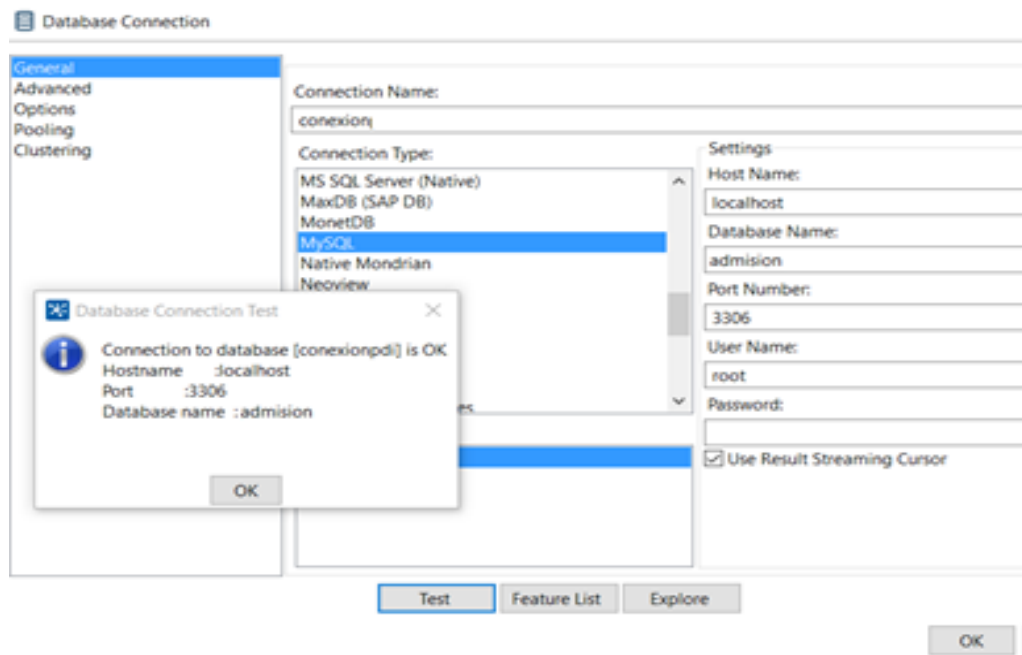 Database Connection
General
Advanced
Options
Pooling
Clustering
Connection Name:
conexion
Connection Type:
MS SQL Server (Native)
MaxDB (SAP DB)
MonetDB
MySQL
Native Mondrian
Neoview
es
Settings
Host Name:
localhost
Database Name:
admision
Port Number:
3306
User Name:
root
Password:
Use Result Streaming Cursor
Database Connection Test
Connection to database [conexionpdi] is OK
Hostname :localhost
Port :3306
Database name :admision
OK
Test
Feature List
Explore
OK